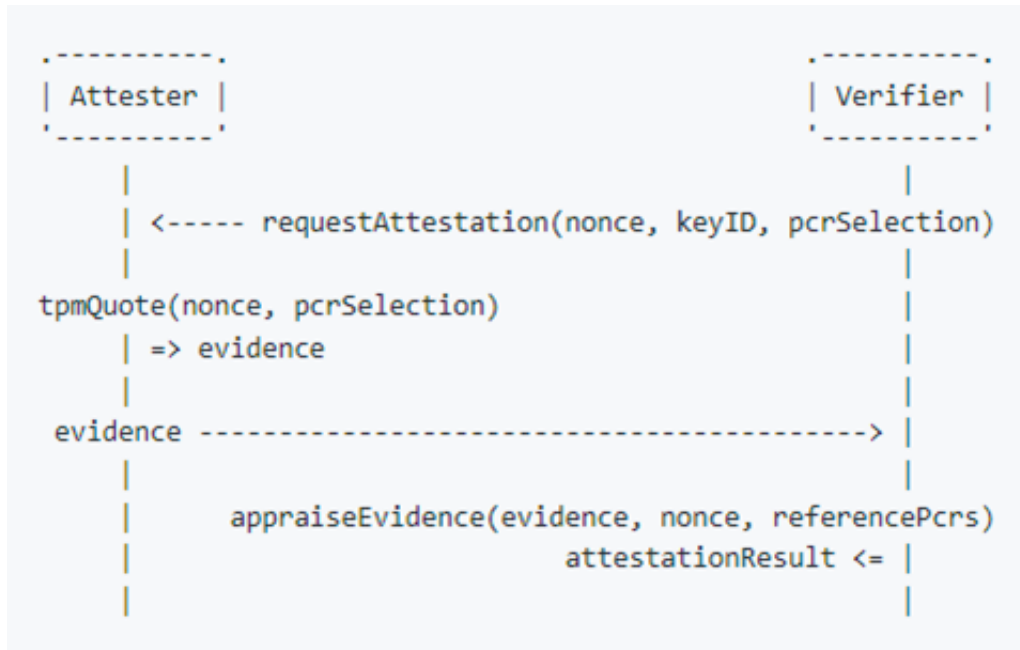 .----------. .----------.
| Attester | | Verifier |
'----------' '----------'
| |
| <----- requestAttestation(nonce, keyID, pcrSelection)
| |
tpmQuote(nonce, pcrSelection) |
| => evidence |
| |
evidence -------------------------------------------> |
| |
| appraiseEvidence(evidence, nonce, referencePcrs)
| attestationResult <= |
| |